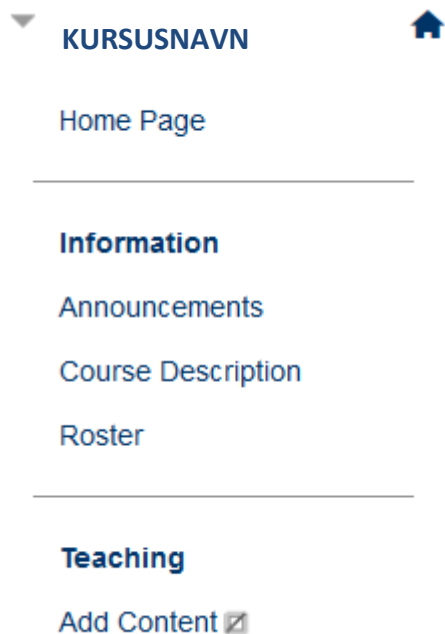 KURSUSNAVN
Home Page
Information
Announcements
Course Description
Roster
Teaching
Add Content